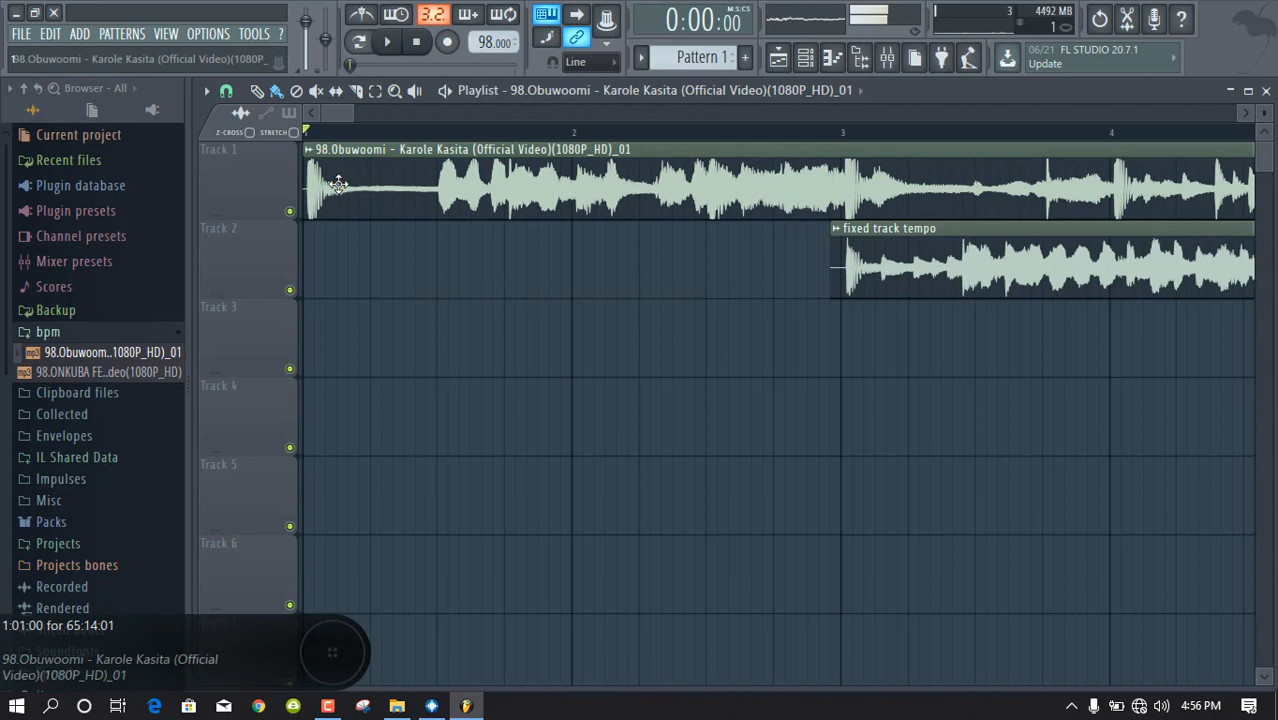 3.2.
0:00:00
M:S:CS
3
4492 MB
1
FILE EDIT ADD PATTERNS VIEW OPTIONS TOOLS ?
98.000
98.Obuwoomi - Karole Kasita (Official Video)(1080P_
Line
Pattern 1
06/21 FL STUDIO 20.7.1
Update
Browser - All
Playlist - 98.Obuwoomi - Karole Kasita (Official Video)(1080P_HD)_01
Z-CROSS
STRETCH
1
2
3
4
Current project
Recent files
Plugin database
Plugin presets
Channel presets
Mixer presets
Scores
Backup
bpm
98.Obuwoom..1080P_HD)_01
98.ONKUBA FE..deo(1080P_HD)
Clipboard files
Collected
Envelopes
IL Shared Data
Impulses
Misc
Packs
Projects
Projects bones
Recorded
Rendered
Track 1
98.Obuwoomi - Karole Kasita (Official Video)(1080P_HD)_01
Track 2
fixed track tempo
Track 3
Track 4
Track 5
Track 6
1:01:00 for 65:14:01
98.Obuwoomi - Karole Kasita (Official
Video)(1080P_HD)_01
4:56 PM